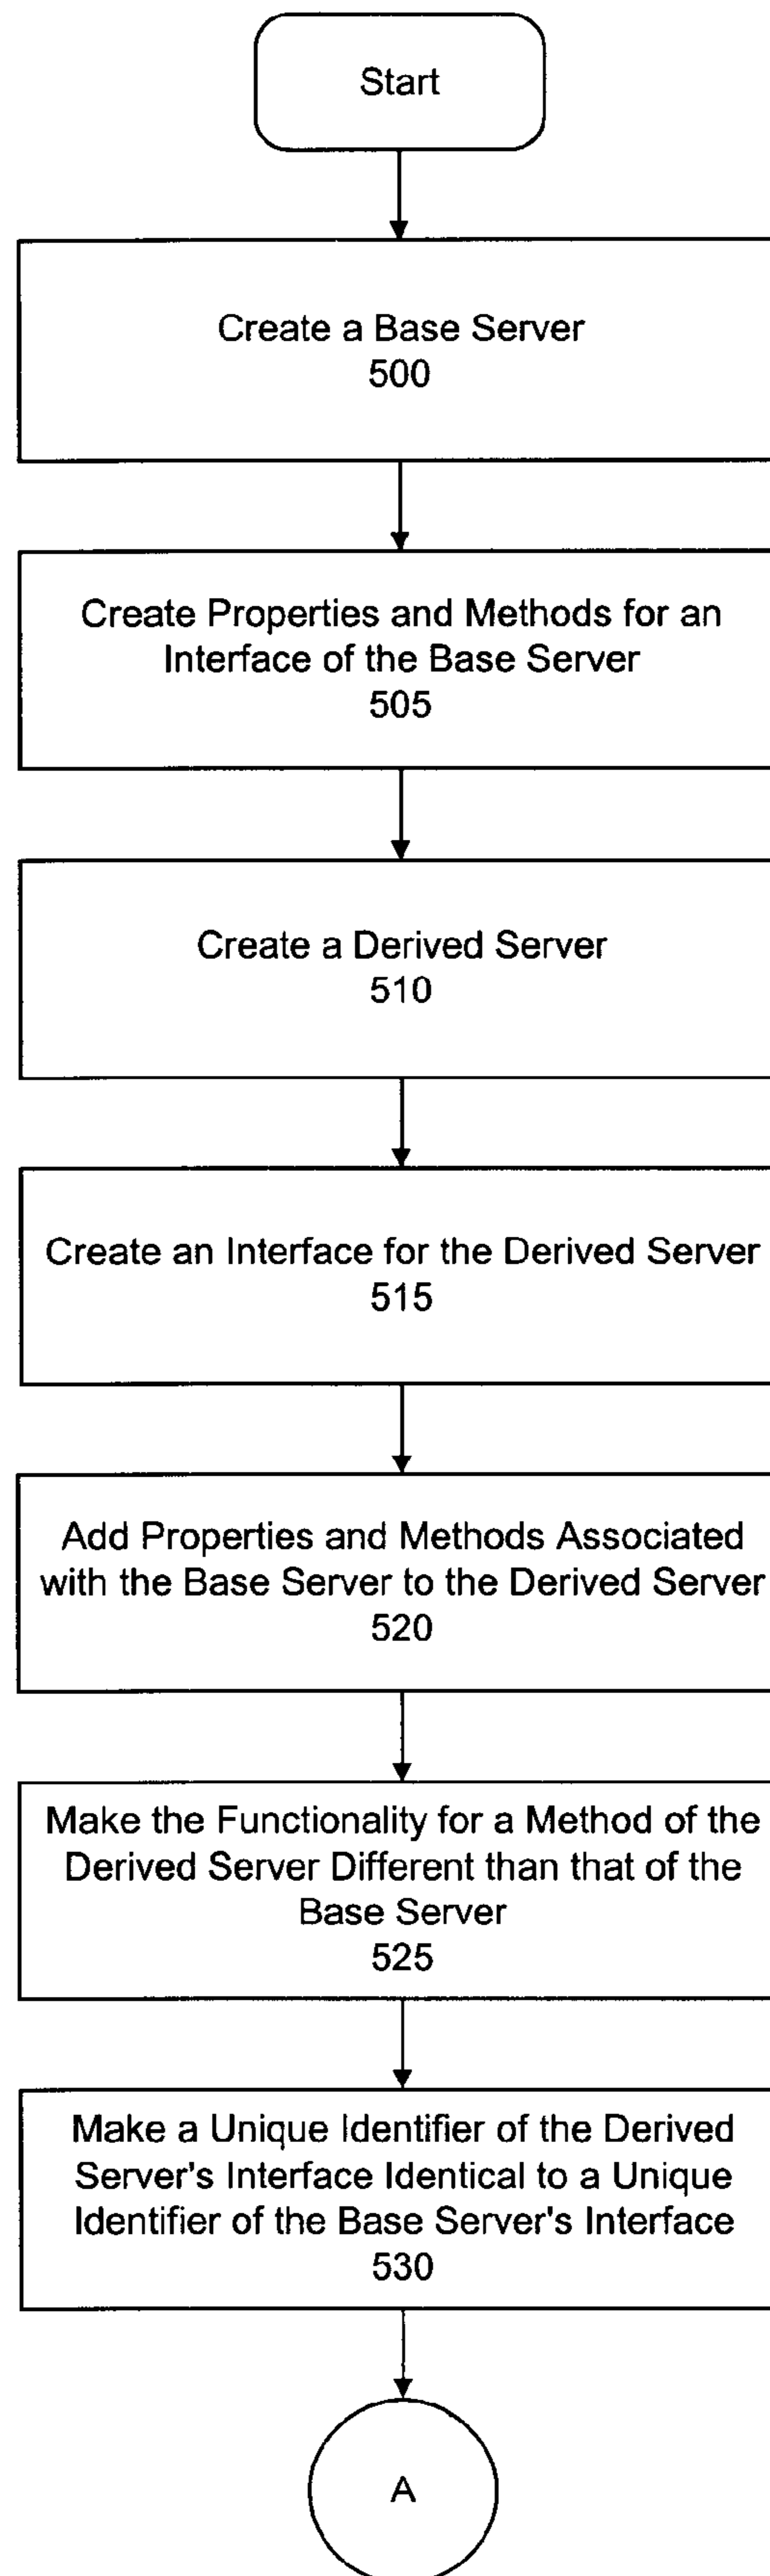 Start
Create a Base Server
500
Create Properties and Methods for an
Interface of the Base Server
505
Create a Derived Server
510
Create an Interface for the Derived Server
515
Add Properties and Methods Associated
with the Base Server to the Derived Server
520
Make the Functionality for a Method of the
Derived Server Different than that of the
Base Server
525
Make a Unique Identifier of the Derived
Server's Interface Identical to a Unique
Identifier of the Base Server's Interface
530
A